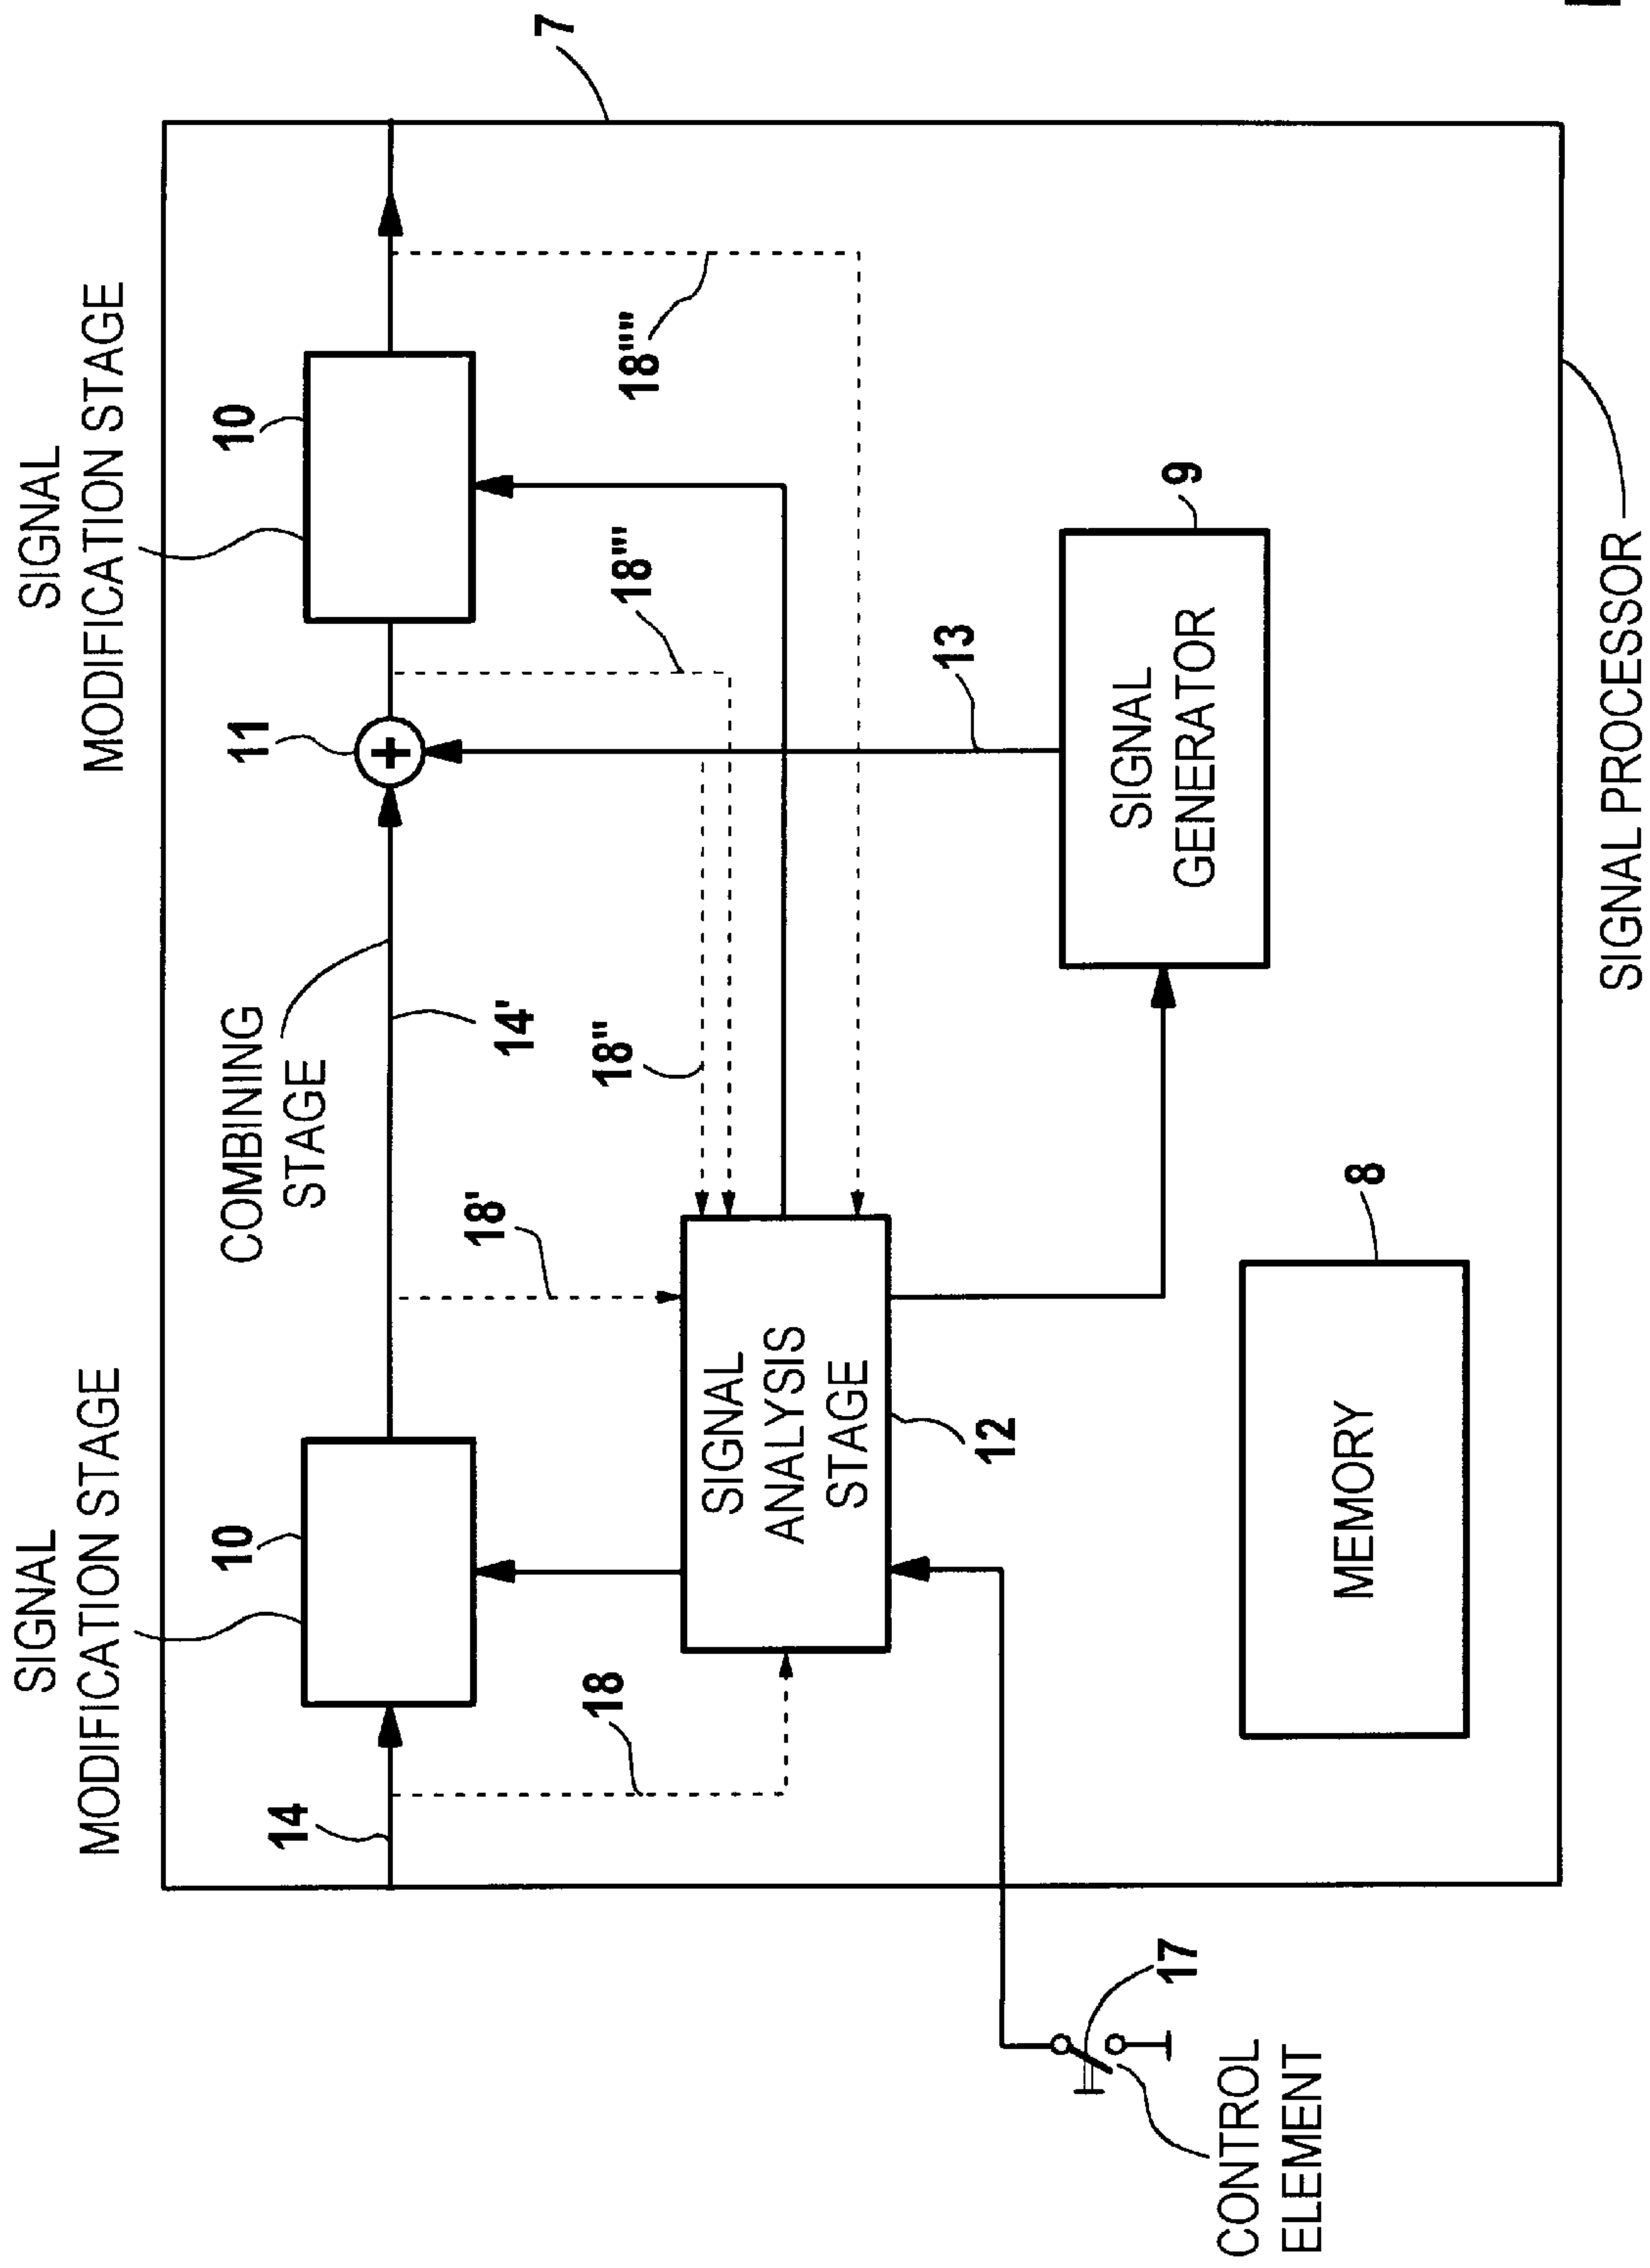 SIGNAL
MODIFICATION STAGE
SIGNAL
MODIFICATION STAGE
14
10
COMBINING
STAGE
11
10
7
18
18'
14'
18"
18"'
18""
SIGNAL
ANALYSIS
STAGE
12
13
SIGNAL
GENERATOR
9
17
CONTROL
ELEMENT
MEMORY
8
SIGNAL PROCESSOR